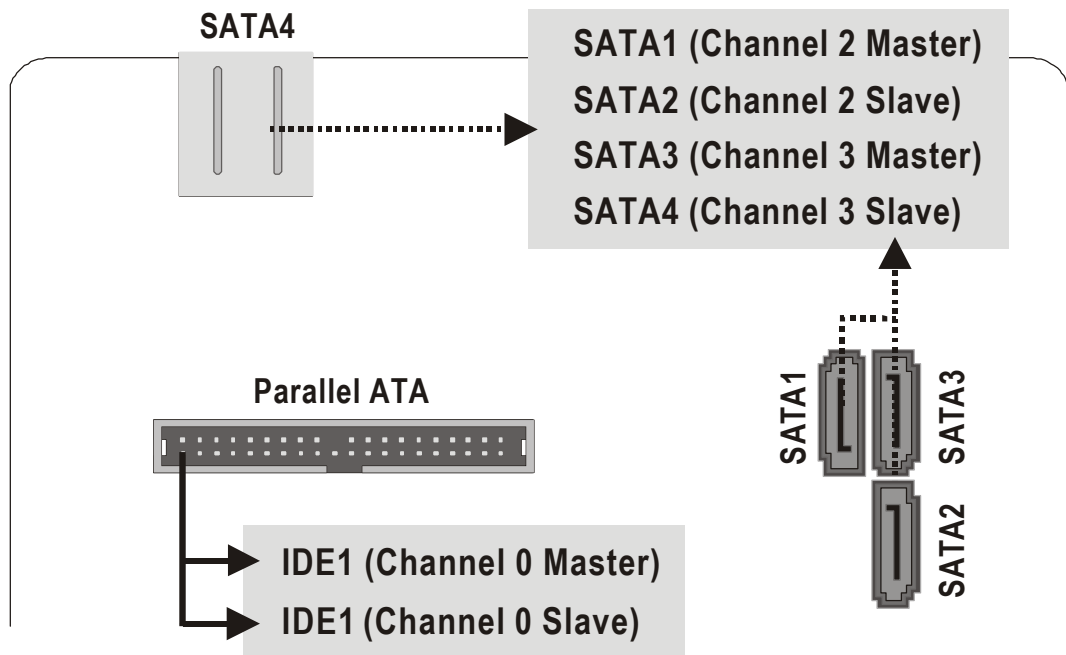 SATA4
SATA1 (Channel 2 Master)
SATA2 (Channel 2 Slave)
SATA3 (Channel 3 Master)
SATA4 (Channel 3 Slave)
Parallel ATA
SATA1
SATA3
SATA2
IDE1 (Channel 0 Master)
IDE1 (Channel 0 Slave)